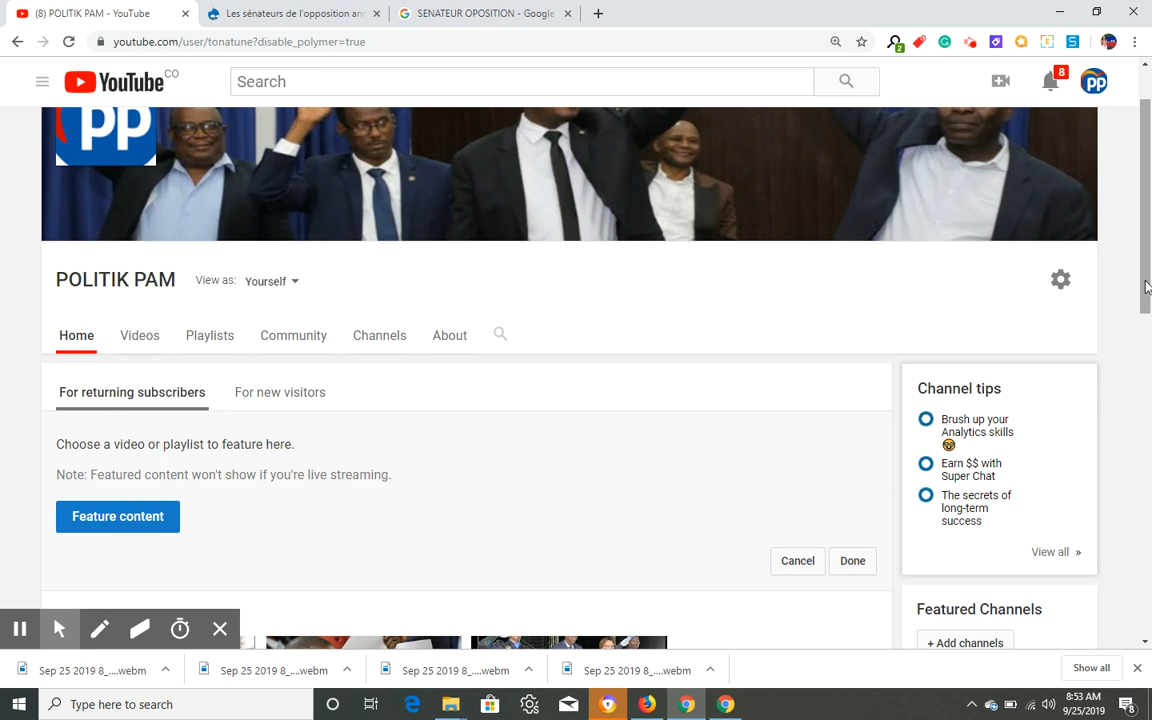 (8) POLITIK PAM - YouTube
Les sénateurs de l'opposition an
SENATEUR OPOSITION - Google
youtube.com/user/tonatune?disable_polymer=true
2
YouTube CO
Search
8
pp
pp
POLITIK PAM
View as: Yourself
Home Videos Playlists Community Channels About
For returning subscribers For new visitors
Choose a video or playlist to feature here.
Note: Featured content won't show if you're live streaming.
Feature content
Cancel Done
Channel tips
Brush up your
Analytics skills
Earn $$ with
Super Chat
The secrets of
long-term
success
View all »
Featured Channels
+ Add channels
Sep 25 2019 8_....webm
Sep 25 2019 8_....webm
Sep 25 2019 8_....webm
Sep 25 2019 8_....webm
Show all
Type here to search
8:53 AM
9/25/2019
8